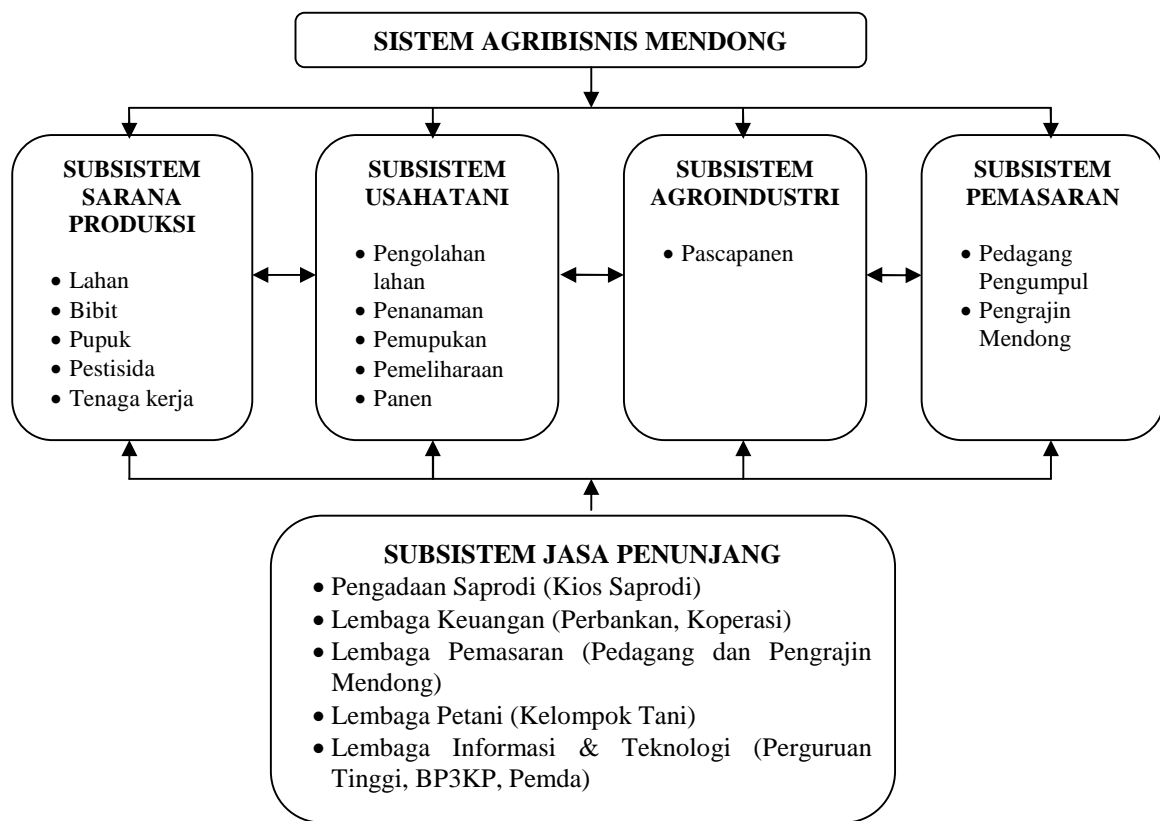 SISTEM AGRIBISNIS MENDONG
SUBSISTEM
SARANA
PRODUKSI
• Lahan
• Bibit
• Pupuk
• Pestisida
• Tenaga kerja
SUBSISTEM
USAHATANI
• Pengolahan
lahan
• Penanaman
• Pemupukan
• Pemeliharaan
• Panen
SUBSISTEM
AGROINDUSTRI
• Pascapanen
SUBSISTEM
PEMASARAN
• Pedagang
Pengumpul
• Pengrajin
Mendong
SUBSISTEM JASA PENUNJANG
• Pengadaan Saprodi (Kios Saprodi)
• Lembaga Keuangan (Perbankan, Koperasi)
• Lembaga Pemasaran (Pedagang dan Pengrajin
Mendong)
• Lembaga Petani (Kelompok Tani)
• Lembaga Informasi & Teknologi (Perguruan
Tinggi, BP3KP, Pemda)